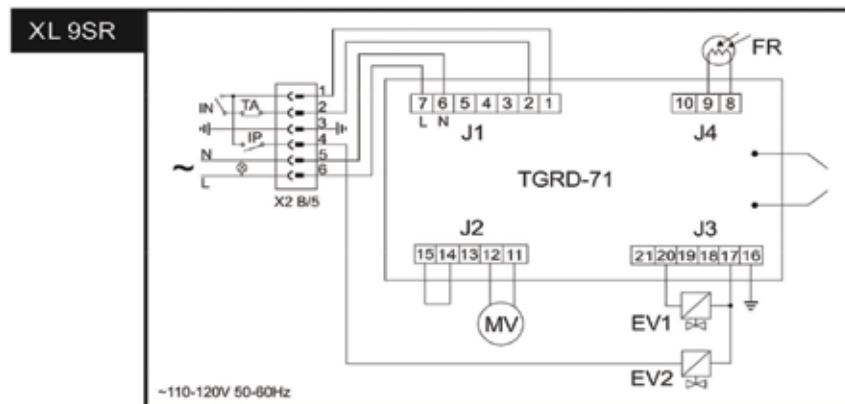 XL 9SR
FR
1
IN TA 2
3
IP 4
N 5
~ L 6
X2 B/5
7 6 5 4 3 2 1
L N
J1
10 9 8
J4
TGRD-71
J2
15 14 13 12 11
J3
21 20 19 18 17 16
MV
EV1
EV2
~110-120V 50-60Hz